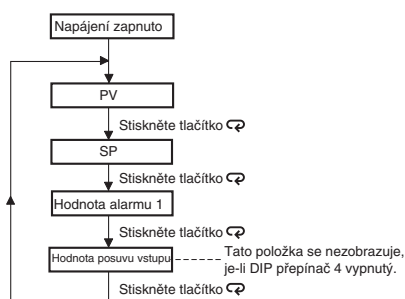 Napájení zapnuto
PV
Stiskněte tlačítko
SP
Stiskněte tlačítko
Hodnota alarmu 1
Stiskněte tlačítko
Hodnota posuvu vstupu
Tato položka se nezobrazuje,
je-li DIP přepínač 4 vypnutý.
Stiskněte tlačítko